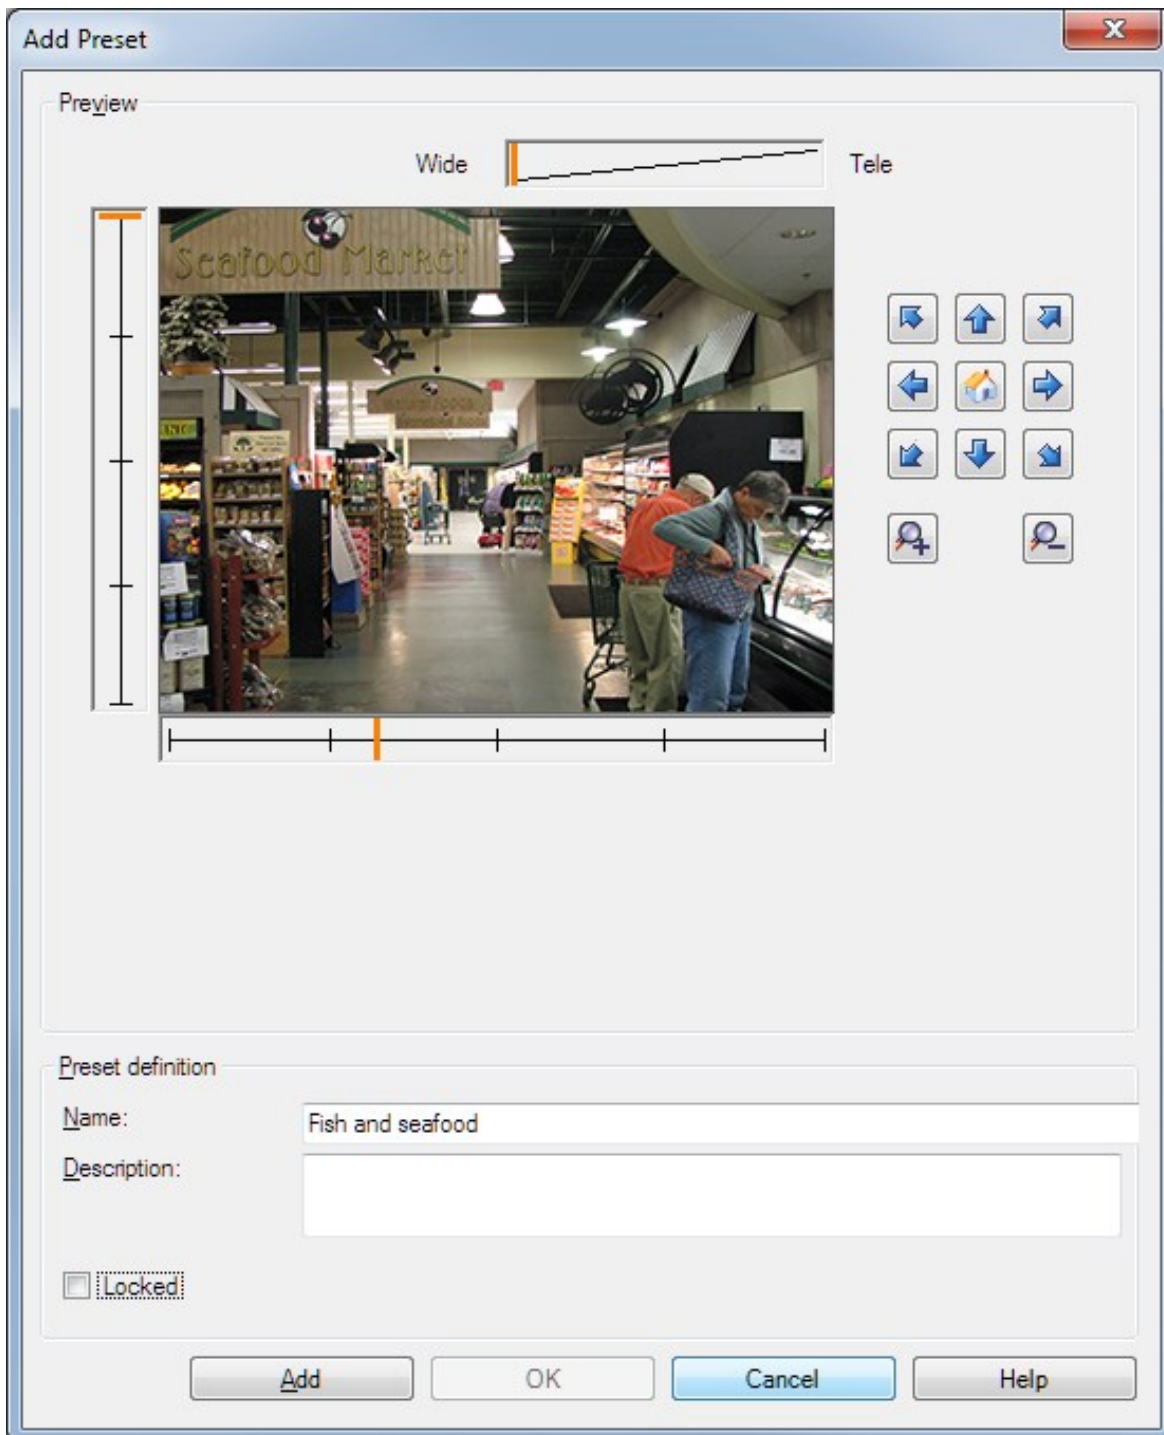 Add Preset
Preview
Wide
Tele
Seafood Market
Preset definition
Name:
Fish and seafood
Description:
Locked
Add
OK
Cancel
Help